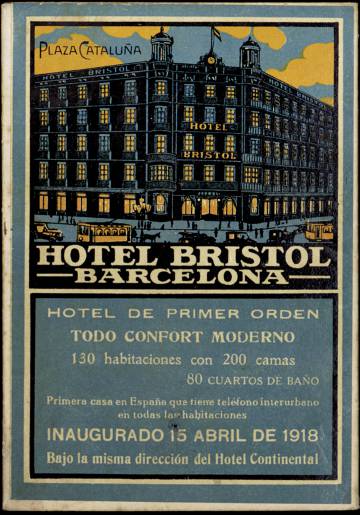 PLAZA CATALUÑA
HOTEL BRISTOL
HOTEL
BRISTOL
HOTEL BRISTOL
BARCELONA
HOTEL DE PRIMER ORDEN
TODO CONFORT MODERNO
130 habitaciones con 200 camas
80 CUARTOS DE BAÑO
Primera casa en España que tiene teléfono interurbano
en todas las habitaciones
INAUGURADO 15 ABRIL DE 1918
Bajo la misma dirección del Hotel Continental